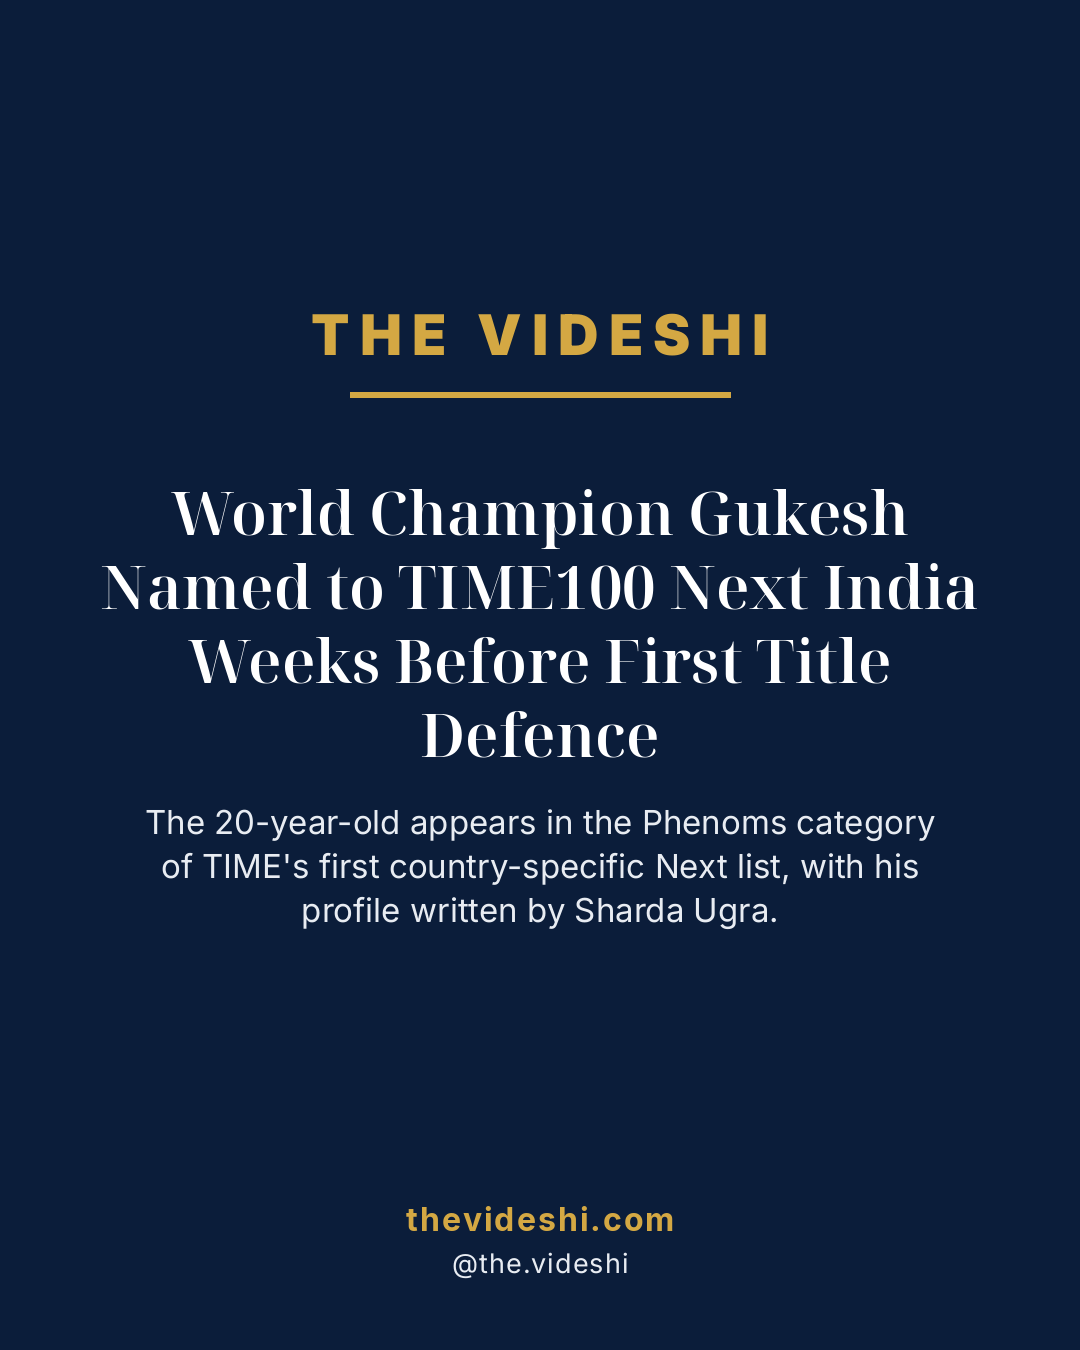 THE VIDESHI
World Champion Gukesh
Named to TIME100 Next India
Weeks Before First Title
Defence
The 20-year-old appears in the Phenoms category
of TIME's first country-specific Next list, with his
profile written by Sharda Ugra.
thevideshi.com
@the.videshi